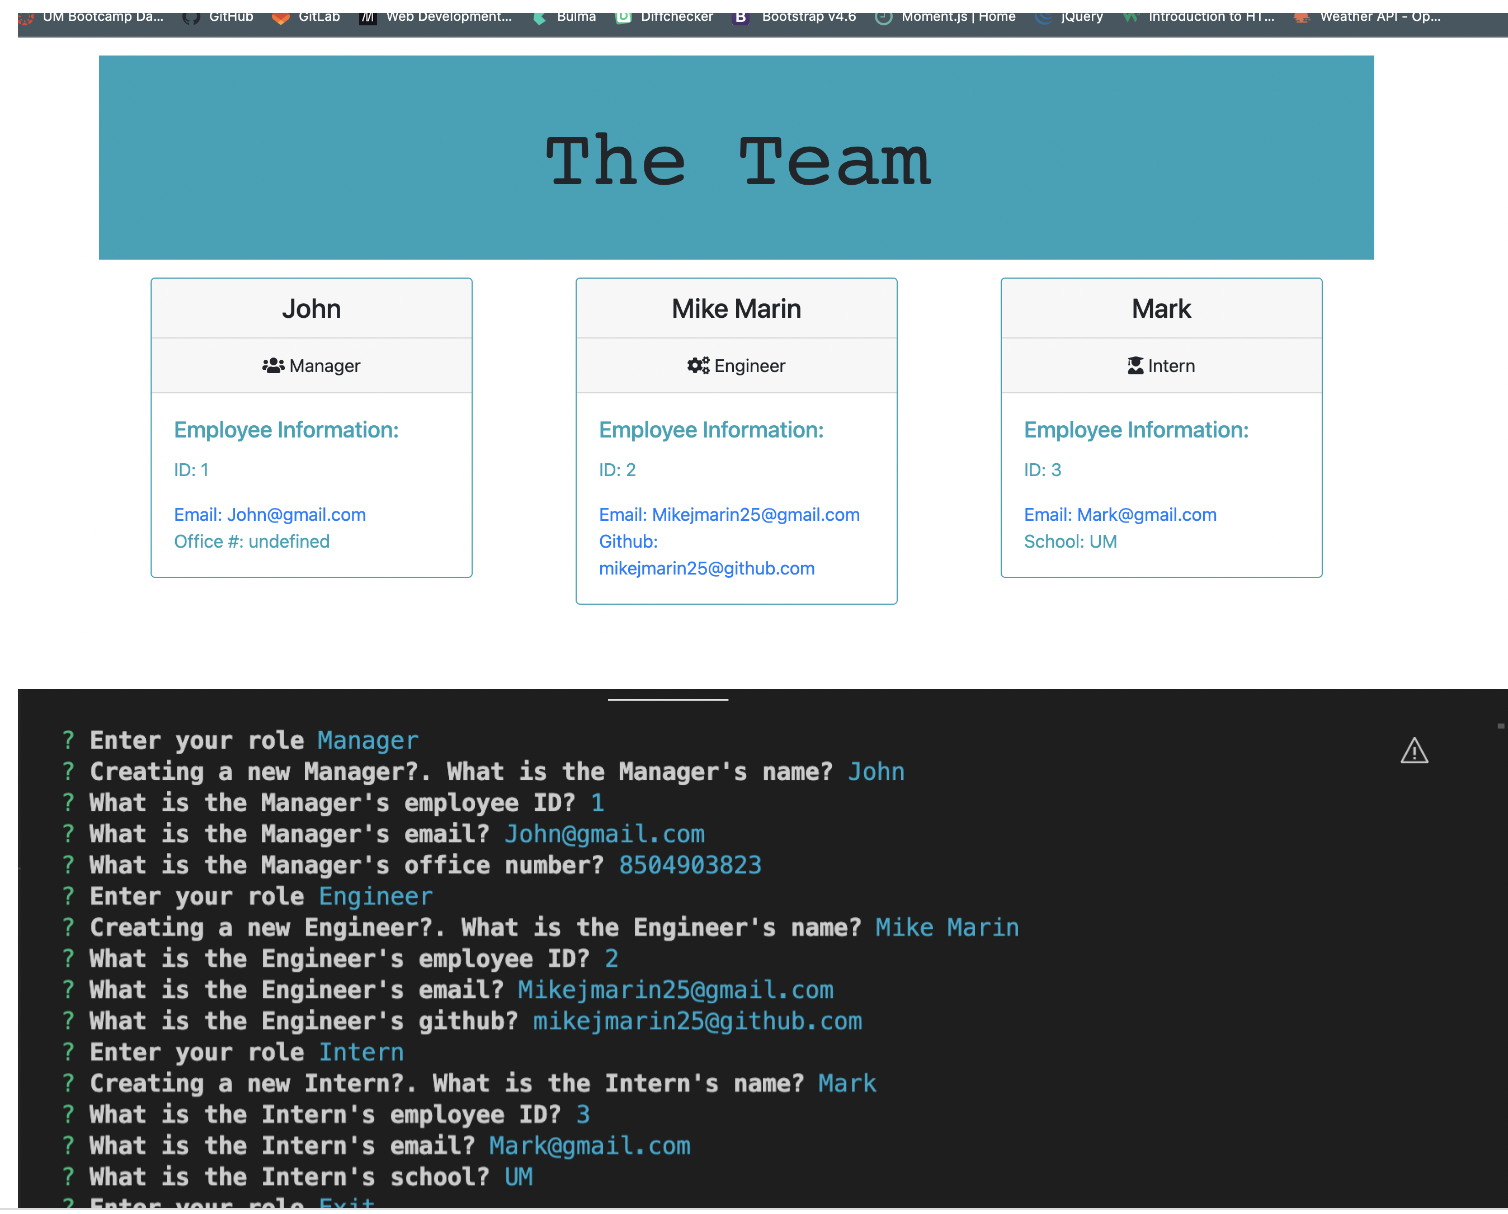 UM Bootcamp Da... GitHub GitLab Web Development... Bulma Diffchecker B Bootstrap v4.6 Moment.js | Home jQuery Introduction to HT... Weather API - Op...
The Team
John
Manager
Employee Information:
ID: 1
Email: John@gmail.com
Office #: undefined
Mike Marin
Engineer
Employee Information:
ID: 2
Email: Mikejmarin25@gmail.com
Github:
mikejmarin25@github.com
Mark
Intern
Employee Information:
ID: 3
Email: Mark@gmail.com
School: UM
? Enter your role Manager
? Creating a new Manager?. What is the Manager's name? John
? What is the Manager's employee ID? 1
? What is the Manager's email? John@gmail.com
? What is the Manager's office number? 8504903823
? Enter your role Engineer
? Creating a new Engineer?. What is the Engineer's name? Mike Marin
? What is the Engineer's employee ID? 2
? What is the Engineer's email? Mikejmarin25@gmail.com
? What is the Engineer's github? mikejmarin25@github.com
? Enter your role Intern
? Creating a new Intern?. What is the Intern's name? Mark
? What is the Intern's employee ID? 3
? What is the Intern's email? Mark@gmail.com
? What is the Intern's school? UM
? Enter your role Exit